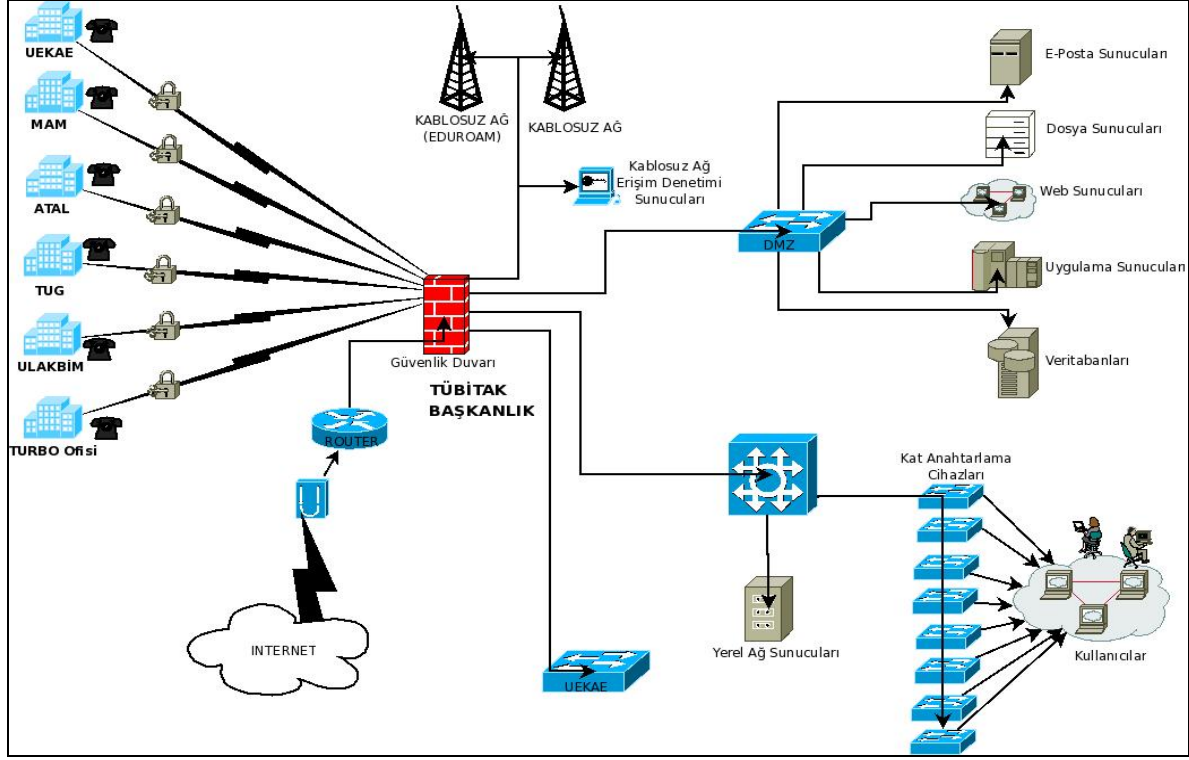 UEKAE
MAM
ATAL
TUG
ULAKBİM
TURBO Ofisi
KABLOSUZ AĞ
(EDUROAM)
KABLOSUZ AĞ
Kablosuz Ağ
Erişim Denetimi
Sunucuları
Güvenlik Duvarı
TÜBİTAK
BAŞKANLIK
ROUTER
INTERNET
DMZ
E-Posta Sunucuları
Dosya Sunucuları
Web Sunucuları
Uygulama Sunucuları
Veritabanları
Kat Anahtarlama
Cihazları
Yerel Ağ Sunucuları
Kullanıcılar
UEKAE